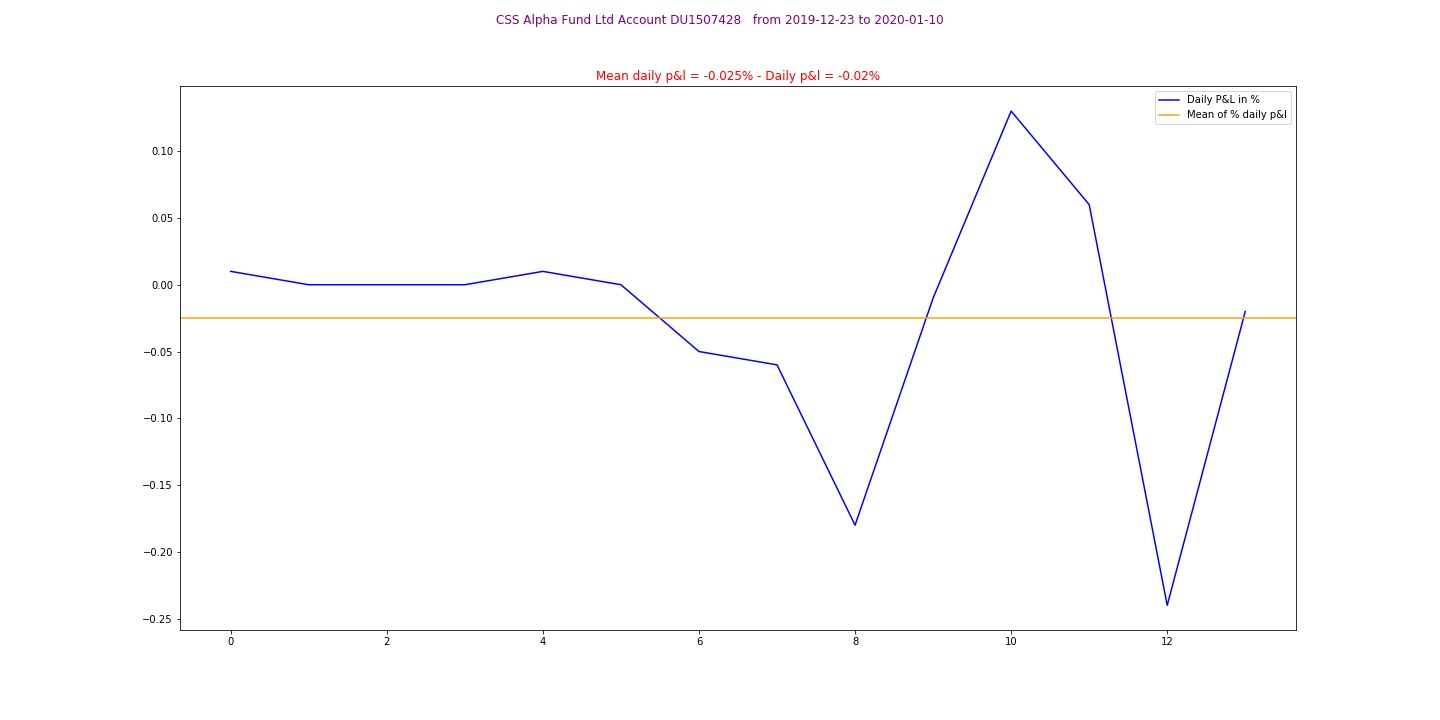 CSS Alpha Fund Ltd Account DU1507428   from 2019-12-23 to 2020-01-10
Mean daily p&l = -0.025% - Daily p&l = -0.02%
Daily P&L in %
Mean of % daily p&l
0.10
0.05
0.00
−0.05
−0.10
−0.15
−0.20
−0.25
0 2 4 6 8 10 12